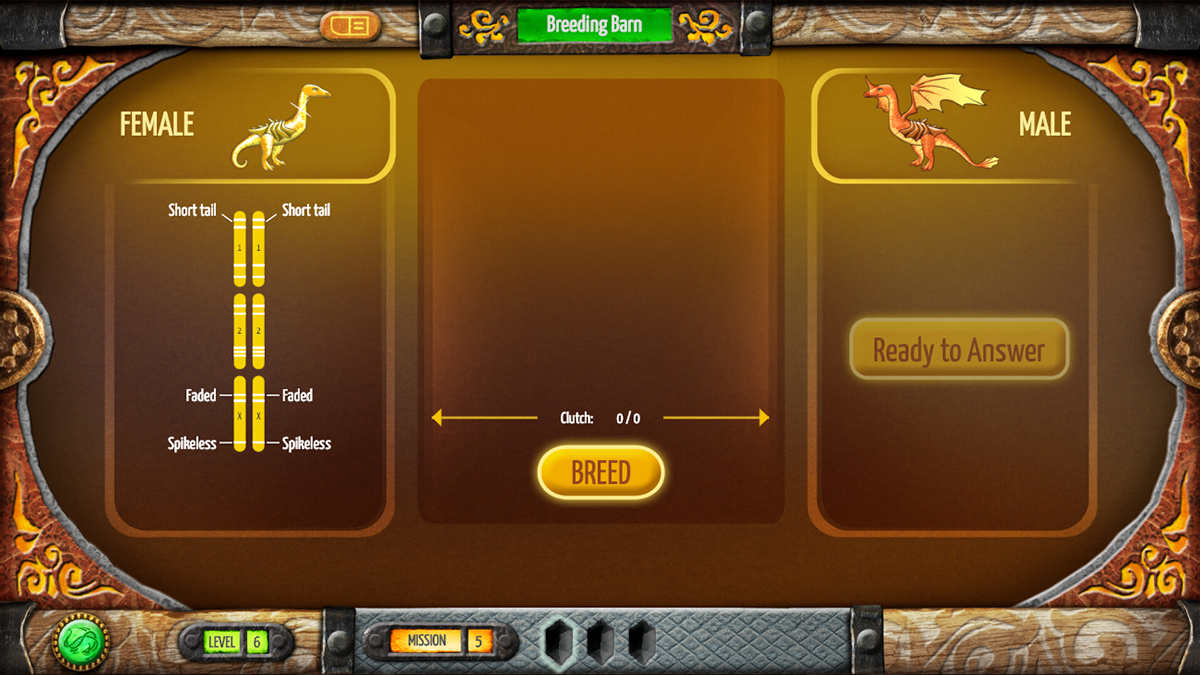 Breeding Barn
FEMALE
MALE
Short tail
Short tail
1 1
2 2
Faded
Faded
X X
Spikeless
Spikeless
Clutch: 0 / 0
BREED
Ready to Answer
LEVEL 6
MISSION 5